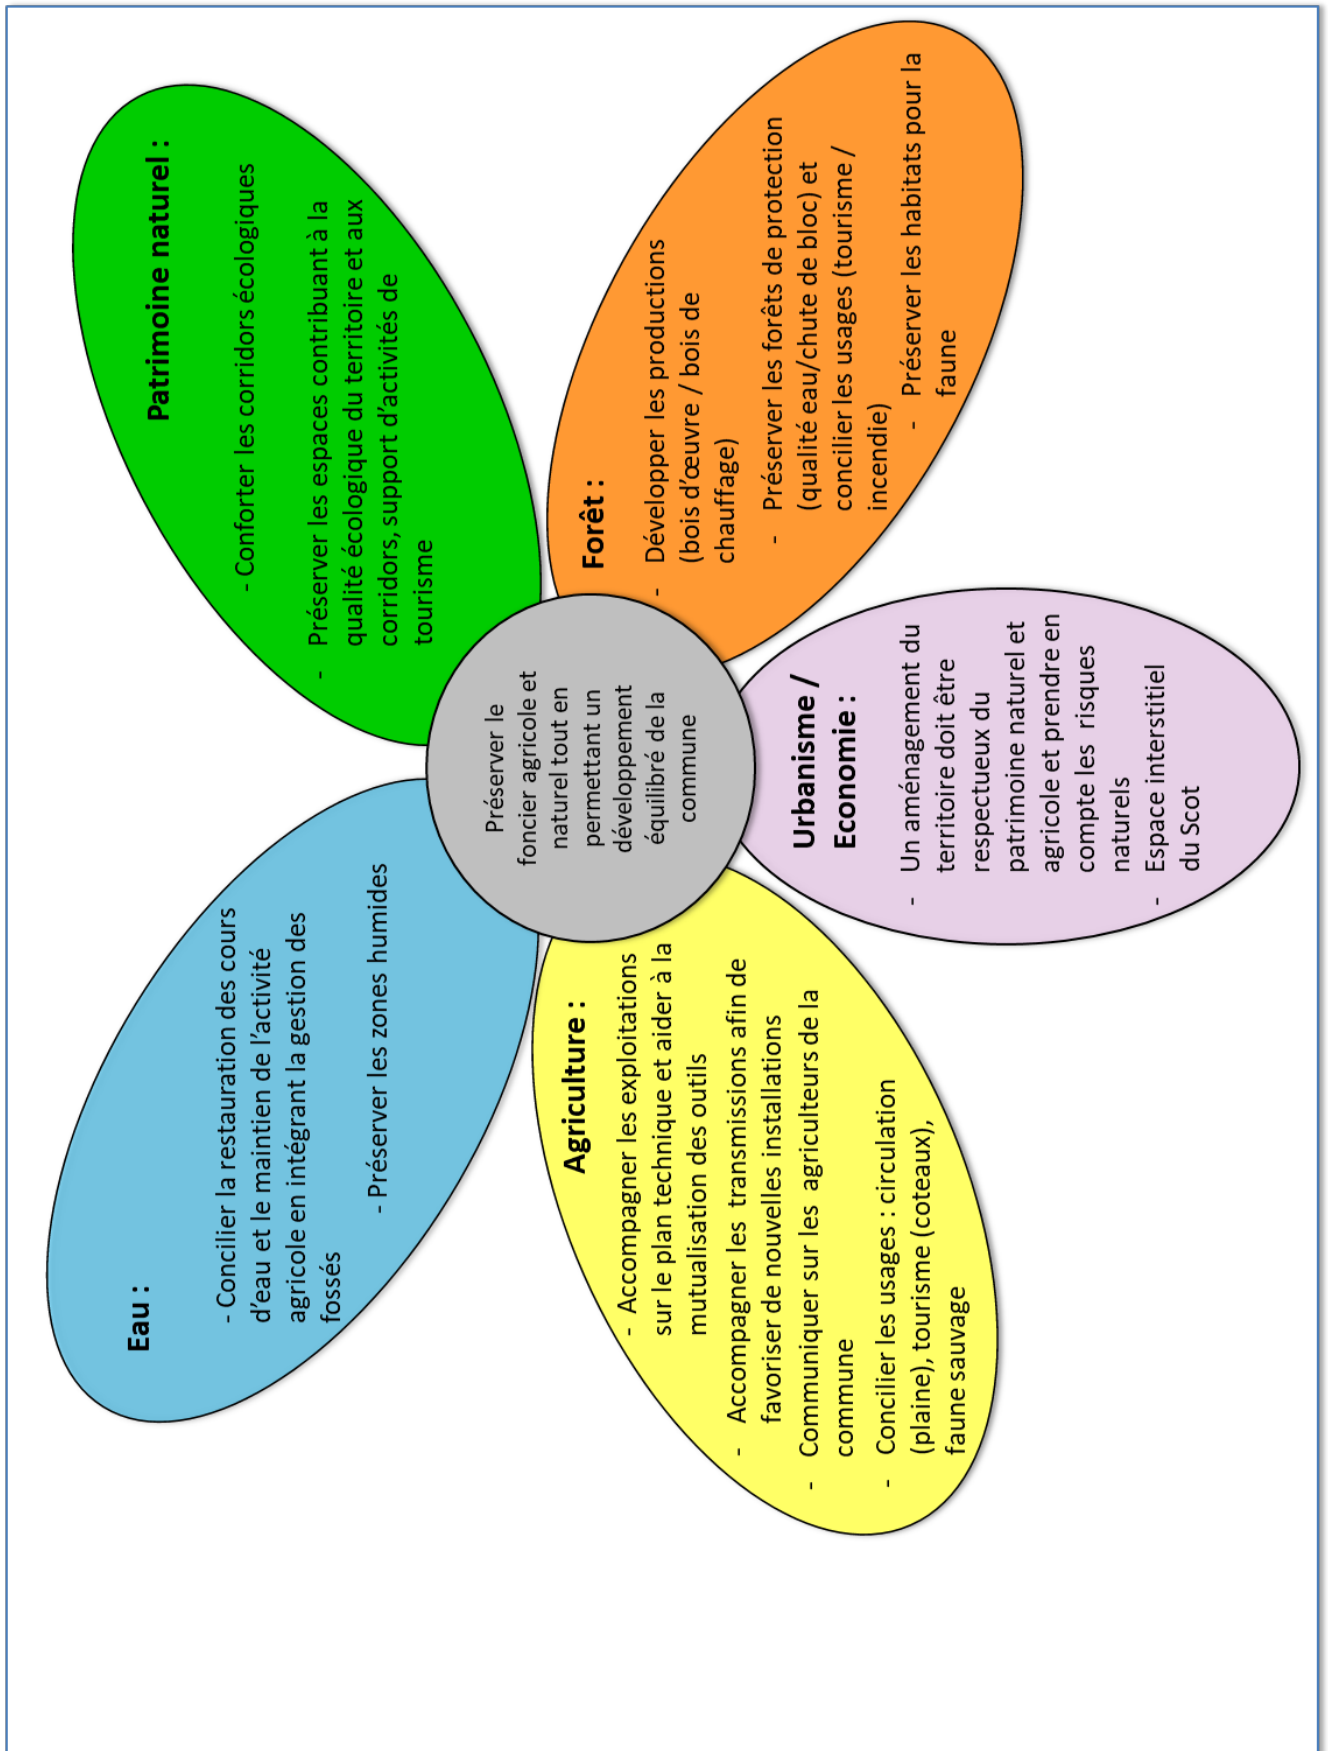 Eau :
- Concilier la restauration des cours
d'eau et le maintien de l'activité
agricole en intégrant la gestion des
fossés
- Préserver les zones humides
Patrimoine naturel :
- Conforter les corridors écologiques
- Préserver les espaces contribuant à la
qualité écologique du territoire et aux
corridors, support d'activités de
tourisme
Préserver le
foncier agricole et
naturel tout en
permettant un
développement
équilibré de la
commune
Agriculture :
- Accompagner les exploitations
sur le plan technique et aider à la
mutualisation des outils
- Accompagner les transmissions afin de
favoriser de nouvelles installations
- Communiquer sur les agriculteurs de la
commune
- Concilier les usages : circulation
(plaine), tourisme (coteaux),
faune sauvage
Urbanisme /
Economie :
- Un aménagement du
territoire doit être
respectueux du
patrimoine naturel et
agricole et prendre en
compte les risques
naturels
- Espace interstitiel
du Scot
Forêt :
- Développer les productions
(bois d'œuvre / bois de
chauffage)
- Préserver les forêts de protection
(qualité eau/chute de bloc) et
concilier les usages (tourisme /
incendie)
- Préserver les habitats pour la
faune